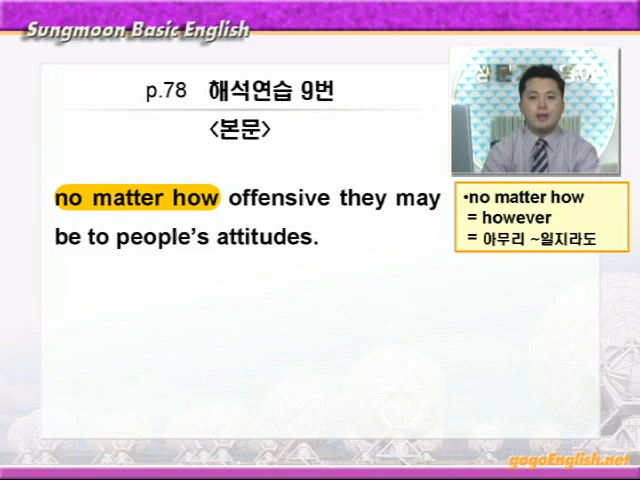 Sungmoon Basic English
p.78 해석연습 9번
<본문>
no matter how offensive they may
be to people's attitudes.
•no matter how
= however
= 아무리 ~일지라도
gogoEnglish.net